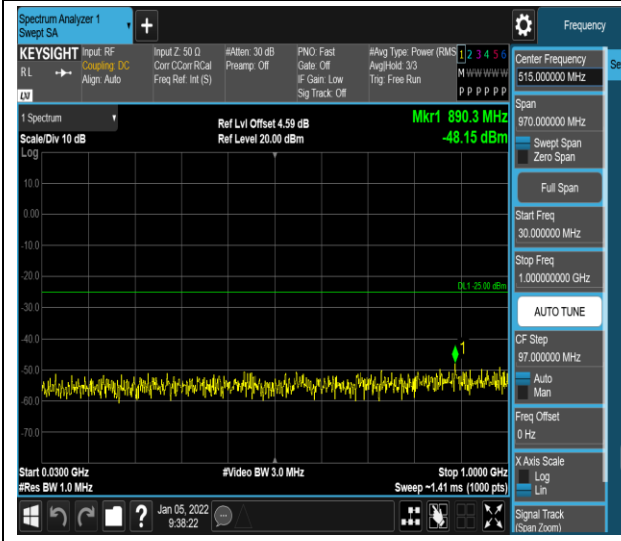 Spectrum Analyzer 1
Swept SA
+
Frequency
KEYSIGHT
RL
LXI
Input: RF
Coupling: DC
Align: Auto
Input Z: 50 Ω
Corr CCorr RCal
Freq Ref: Int (S)
#Atten: 30 dB
Preamp: Off
PNO: Fast
Gate: Off
IF Gain: Low
Sig Track: Off
#Avg Type: Power (RMS
Avg|Hold: 3/3
Trig: Free Run
1 2 3 4 5 6
M W W W W W
P P P P P P
1 Spectrum
Scale/Div 10 dB
Log
Ref Lvl Offset 4.59 dB
Ref Level 20.00 dBm
Mkr1 890.3 MHz
-48.15 dBm
10.0
0.00
-10.0
-20.0
DL1 -25.00 dBm
-30.0
-40.0
1
-50.0
-60.0
-70.0
Start 0.0300 GHz
#Res BW 1.0 MHz
#Video BW 3.0 MHz
Stop 1.0000 GHz
Sweep ~1.41 ms (1000 pts)
?
Jan 05, 2022
9:38:22
Center Frequency
515.000000 MHz
Se
Span
970.000000 MHz
Swept Span
Zero Span
Full Span
Start Freq
30.000000 MHz
Stop Freq
1.000000000 GHz
AUTO TUNE
CF Step
97.000000 MHz
Auto
Man
Freq Offset
0 Hz
X Axis Scale
Log
Lin
Signal Track
(Span Zoom)